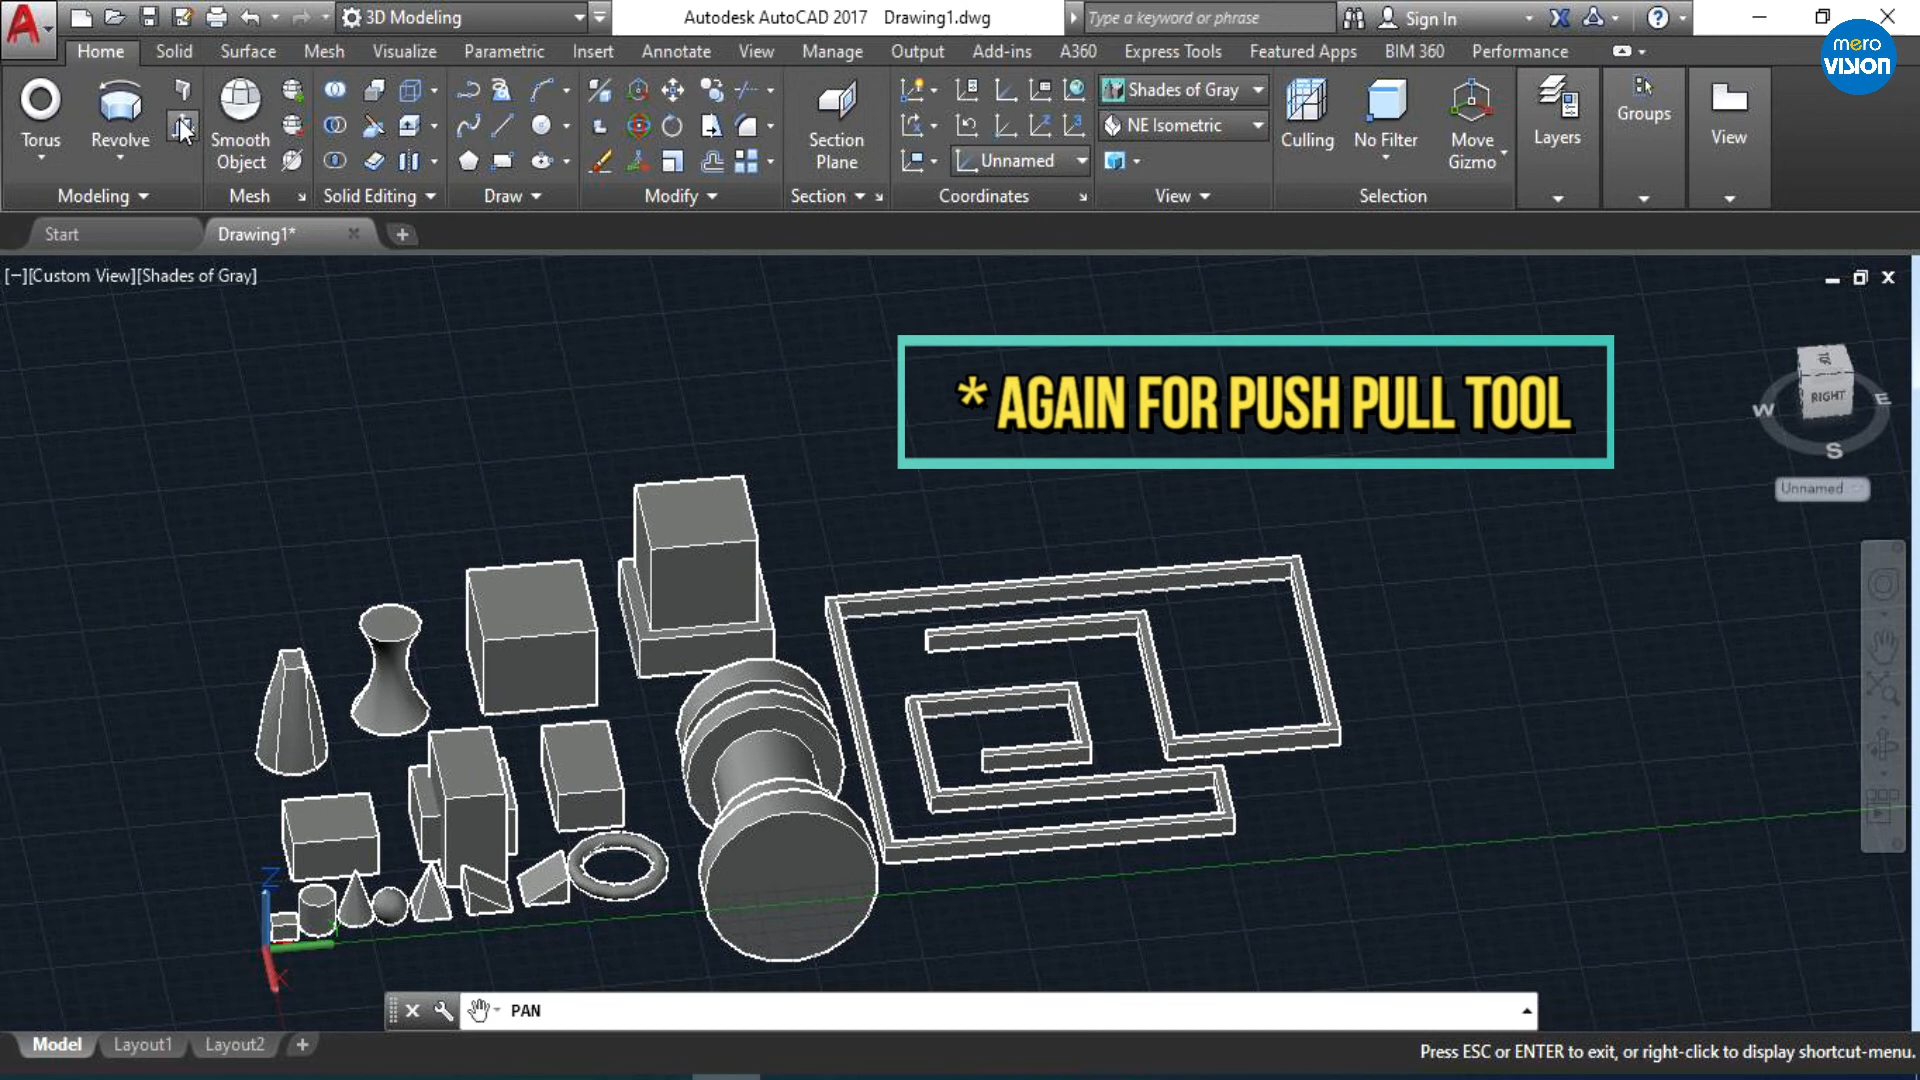 3D Modeling
Autodesk AutoCAD 2017 Drawing1.dwg
Type a keyword or phrase
Sign In
mero
VISION
Home Solid Surface Mesh Visualize Parametric Insert Annotate View Manage Output Add-ins A360 Express Tools Featured Apps BIM 360 Performance
Torus
Revolve
Smooth
Object
Section
Plane
Shades of Gray
NE Isometric
Unnamed
Culling
No Filter
Move
Gizmo
Layers
Groups
View
Modeling
Mesh
Solid Editing
Draw
Modify
Section
Coordinates
View
Selection
Start
Drawing1*
[−][Custom View][Shades of Gray]
* AGAIN FOR PUSH PULL TOOL
TOP
RIGHT
W
E
S
Unnamed
Z
X
PAN
Model
Layout1
Layout2
Press ESC or ENTER to exit, or right-click to display shortcut-menu.